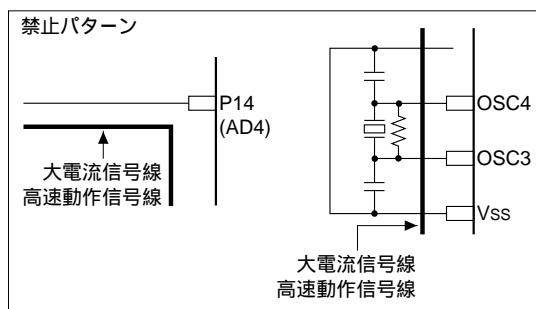 禁止パターン
P14
(AD4)
大電流信号線
高速動作信号線
OSC4
OSC3
VSS
大電流信号線
高速動作信号線